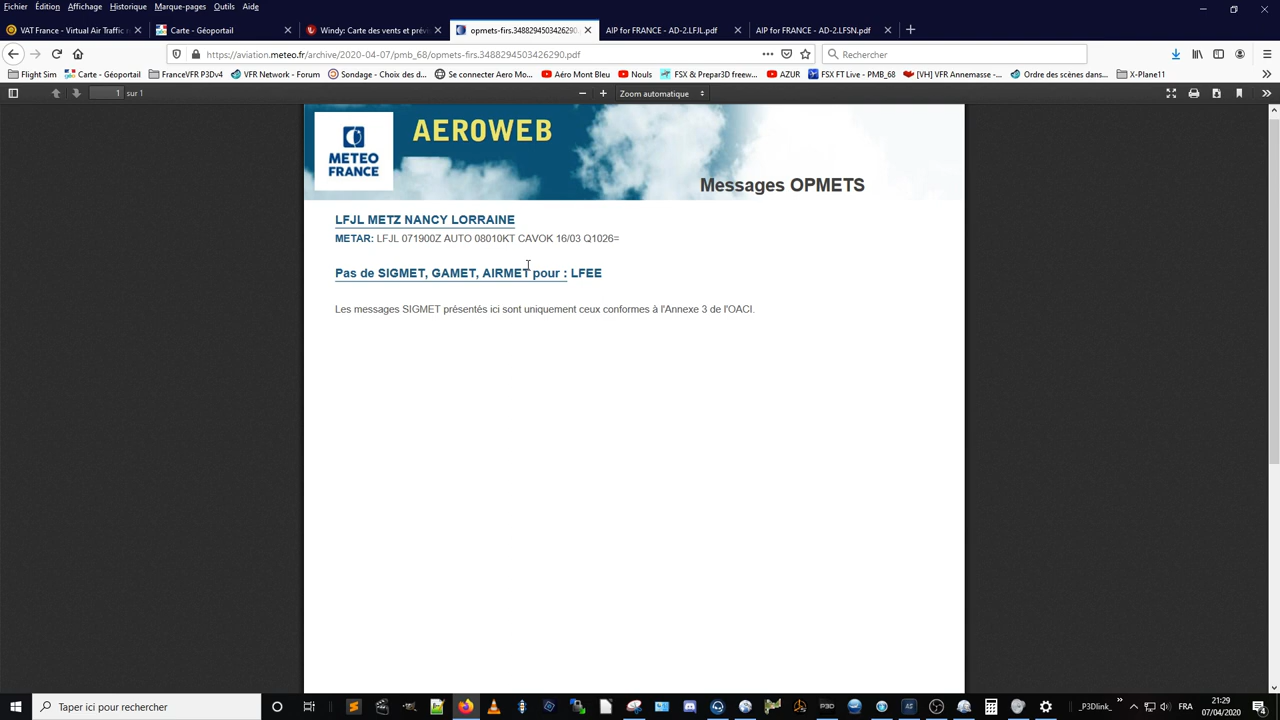 Fichier Édition Affichage Historique Marque-pages Outils Aide
VAT France - Virtual Air Traffic
Carte - Géoportail
Windy: Carte des vents et prévi
opmets-firs.3488294503426290.
AIP for FRANCE - AD-2.LFJL.pdf
AIP for FRANCE - AD-2.LFSN.pdf
https://aviation.meteo.fr/archive/2020-04-07/pmb_68/opmets-firs.3488294503426290.pdf
Rechercher
Flight Sim Carte - Géoportail FranceVFR P3Dv4 VFR Network - Forum Sondage - Choix des d... Se connecter Aero Mo... Aéro Mont Bleu Nouls FSX & Prepar3D freew... AZUR FSX FT Live - PMB_68 [VH] VFR Annemasse -... Ordre des scènes dans... X-Plane11
1 sur 1
Zoom automatique
METEO
FRANCE
AEROWEB
Messages OPMETS
LFJL METZ NANCY LORRAINE
METAR: LFJL 071900Z AUTO 08010KT CAVOK 16/03 Q1026=
Pas de SIGMET, GAMET, AIRMET pour : LFEE
Les messages SIGMET présentés ici sont uniquement ceux conformes à l'Annexe 3 de l'OACI.
Taper ici pour rechercher
P3D
_P3Dlink_
FRA
21:29
07/04/2020